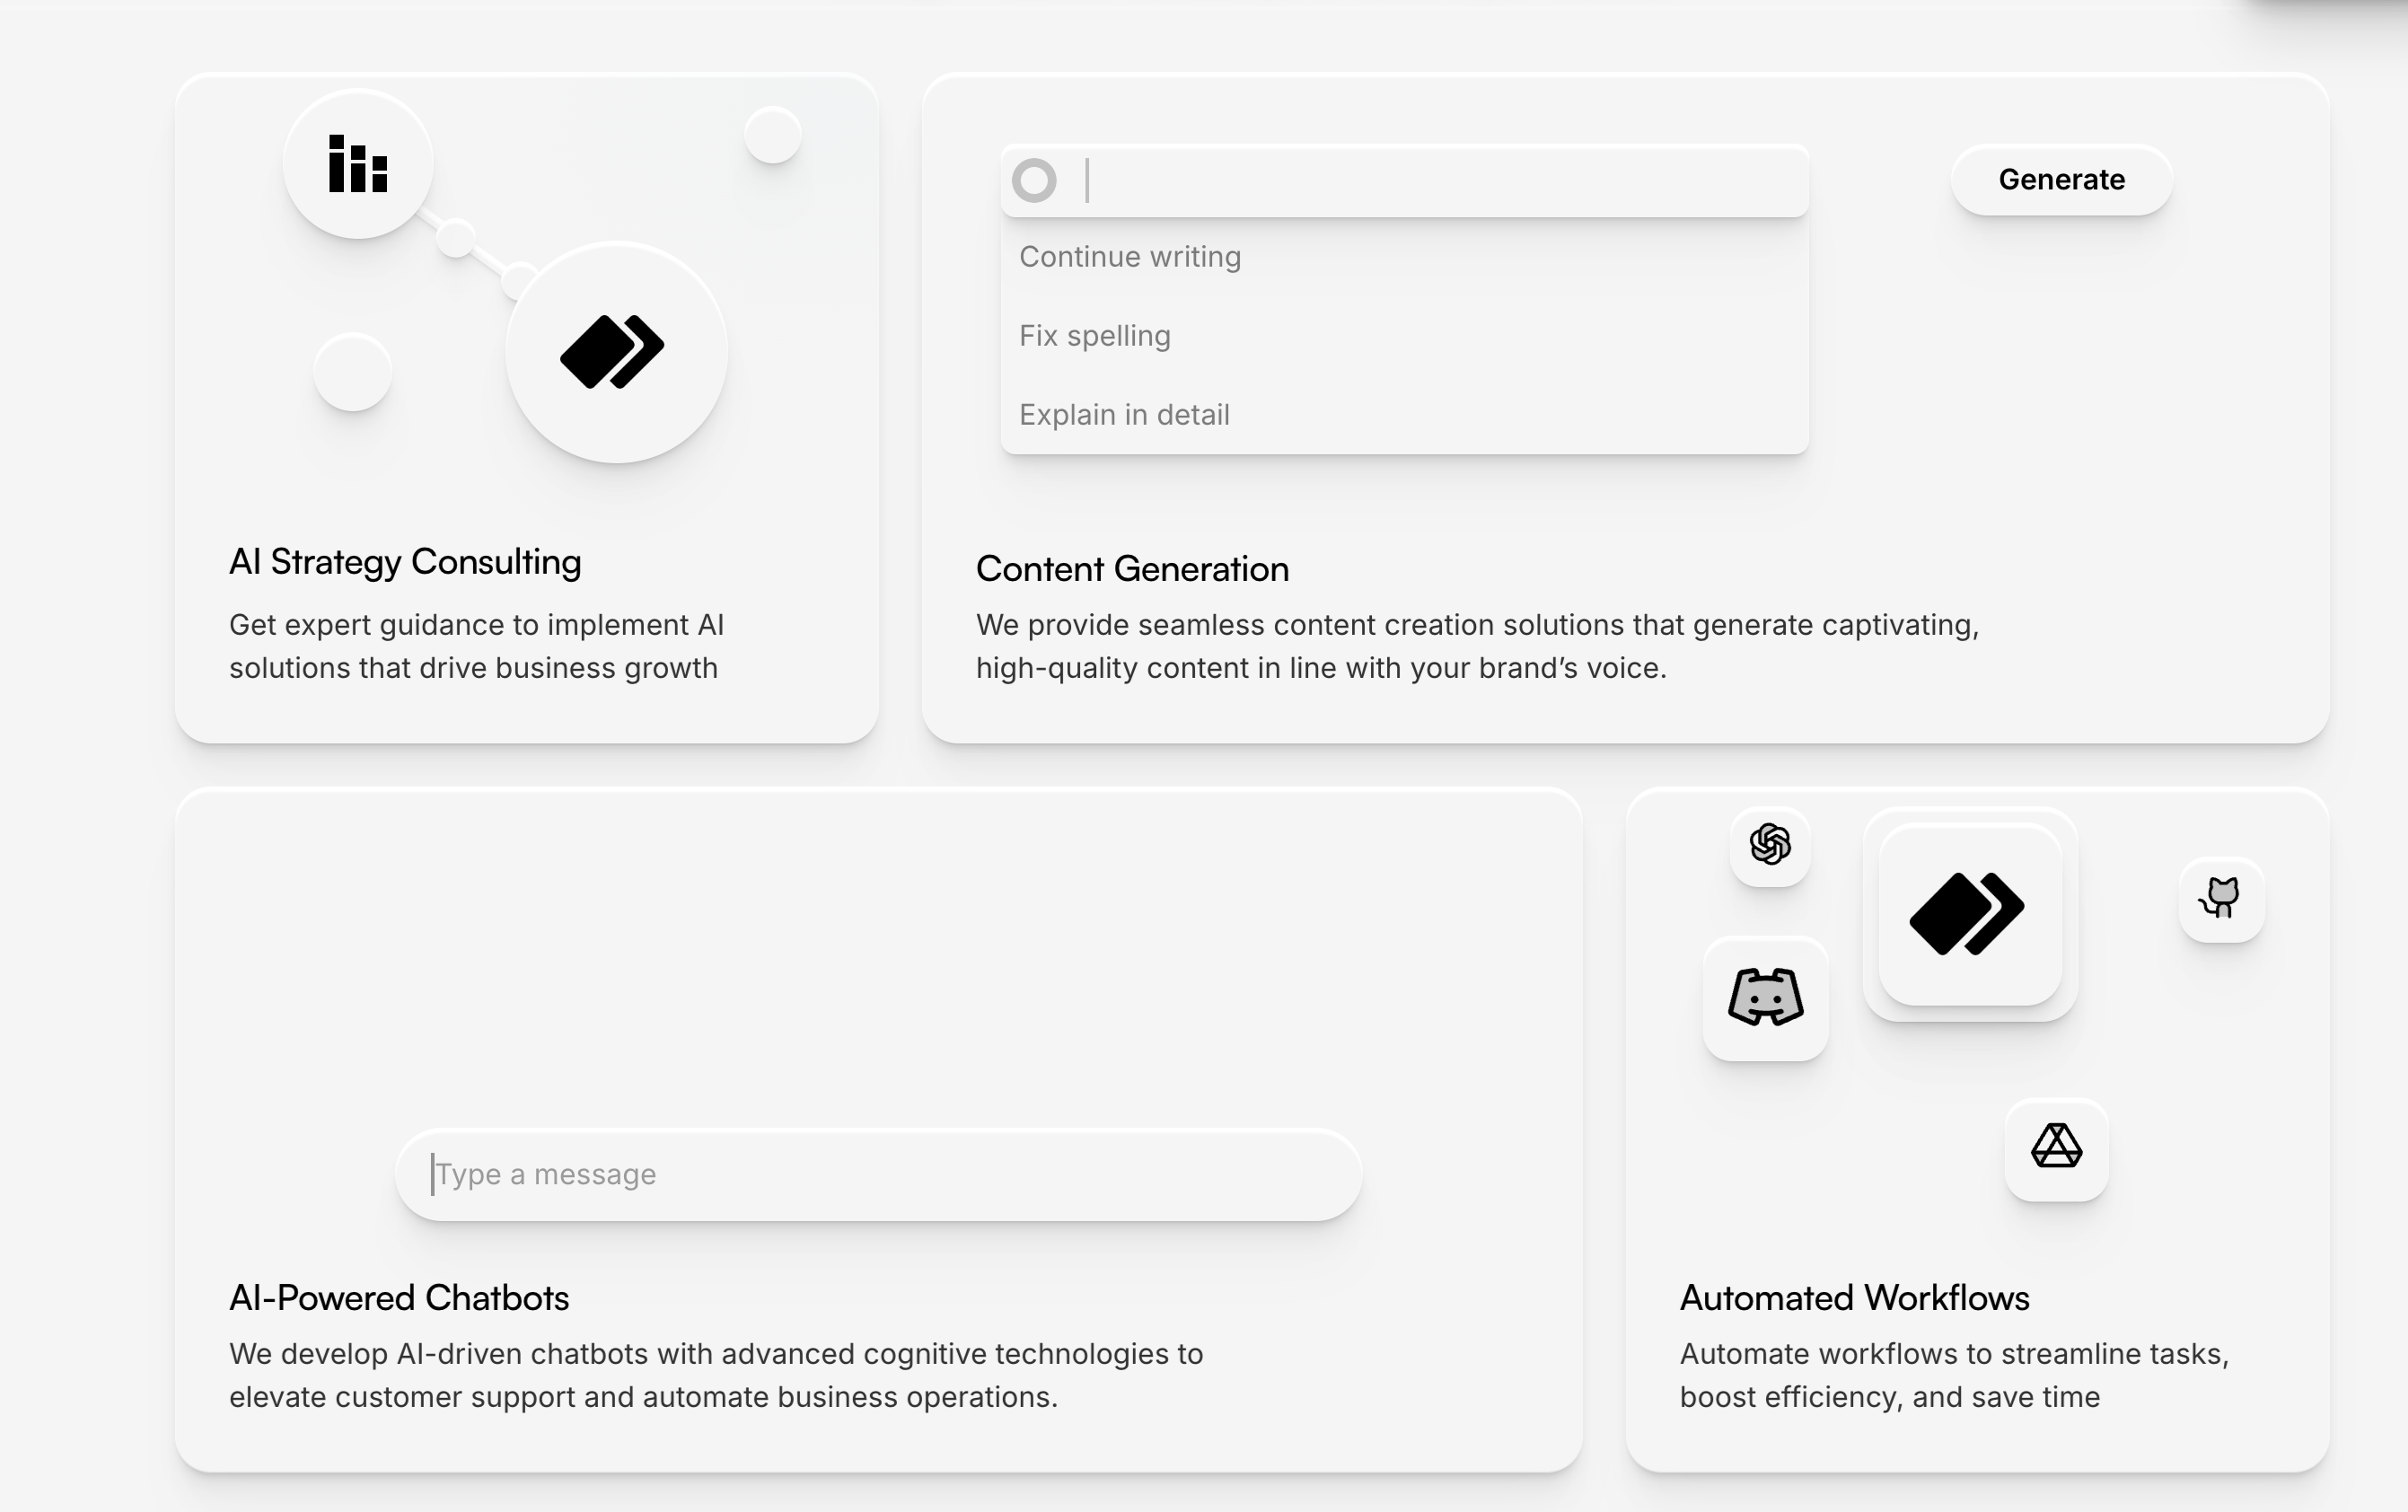 Generate
Continue writing
Fix spelling
Explain in detail
AI Strategy Consulting
Get expert guidance to implement AI
solutions that drive business growth
Content Generation
We provide seamless content creation solutions that generate captivating,
high-quality content in line with your brand’s voice.
Type a message
AI-Powered Chatbots
We develop AI-driven chatbots with advanced cognitive technologies to
elevate customer support and automate business operations.
Automated Workflows
Automate workflows to streamline tasks,
boost efficiency, and save time